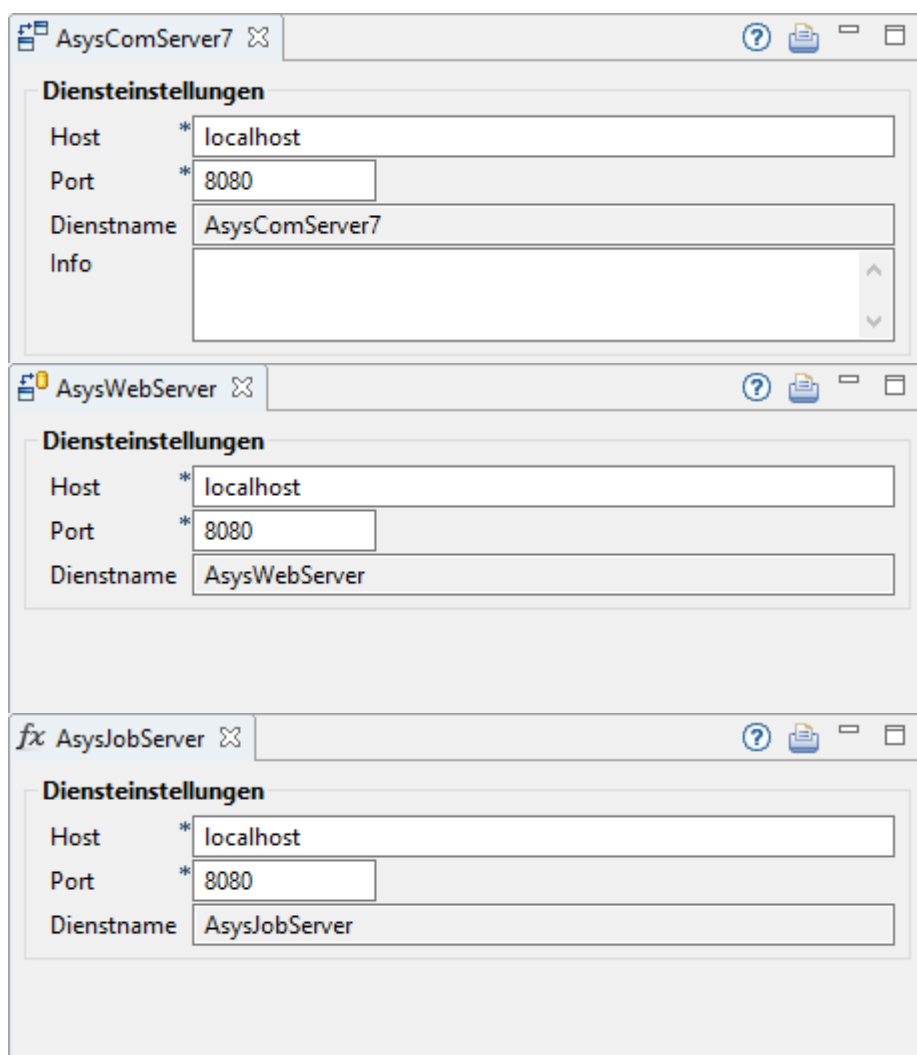 AsysComServer7
Diensteinstellungen
Host * localhost
Port * 8080
Dienstname AsysComServer7
Info
AsysWebServer
Diensteinstellungen
Host * localhost
Port * 8080
Dienstname AsysWebServer
fx AsysJobServer
Diensteinstellungen
Host * localhost
Port * 8080
Dienstname AsysJobServer